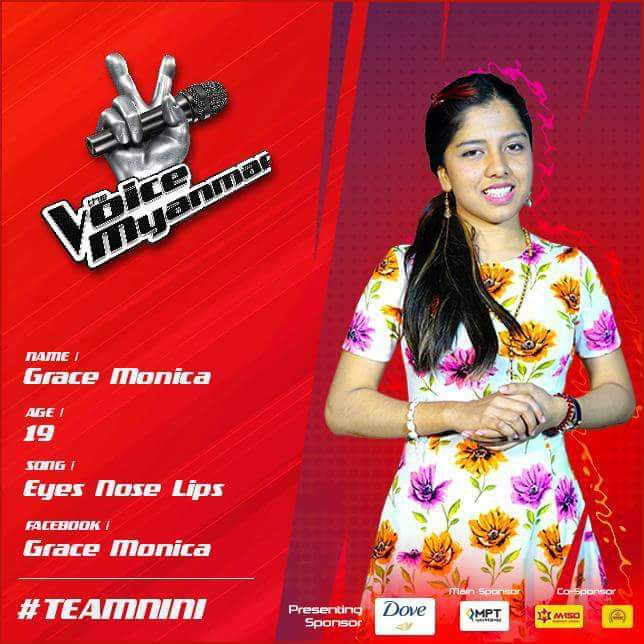 the
Voice
Myanmar
NAME /
Grace Monica
AGE /
19
SONG /
Eyes Nose Lips
FACEBOOK /
Grace Monica
#TEAMNINI
Presenting
Sponsor
Dove
Main Sponsor
MPT
Co-Sponsor
M-150